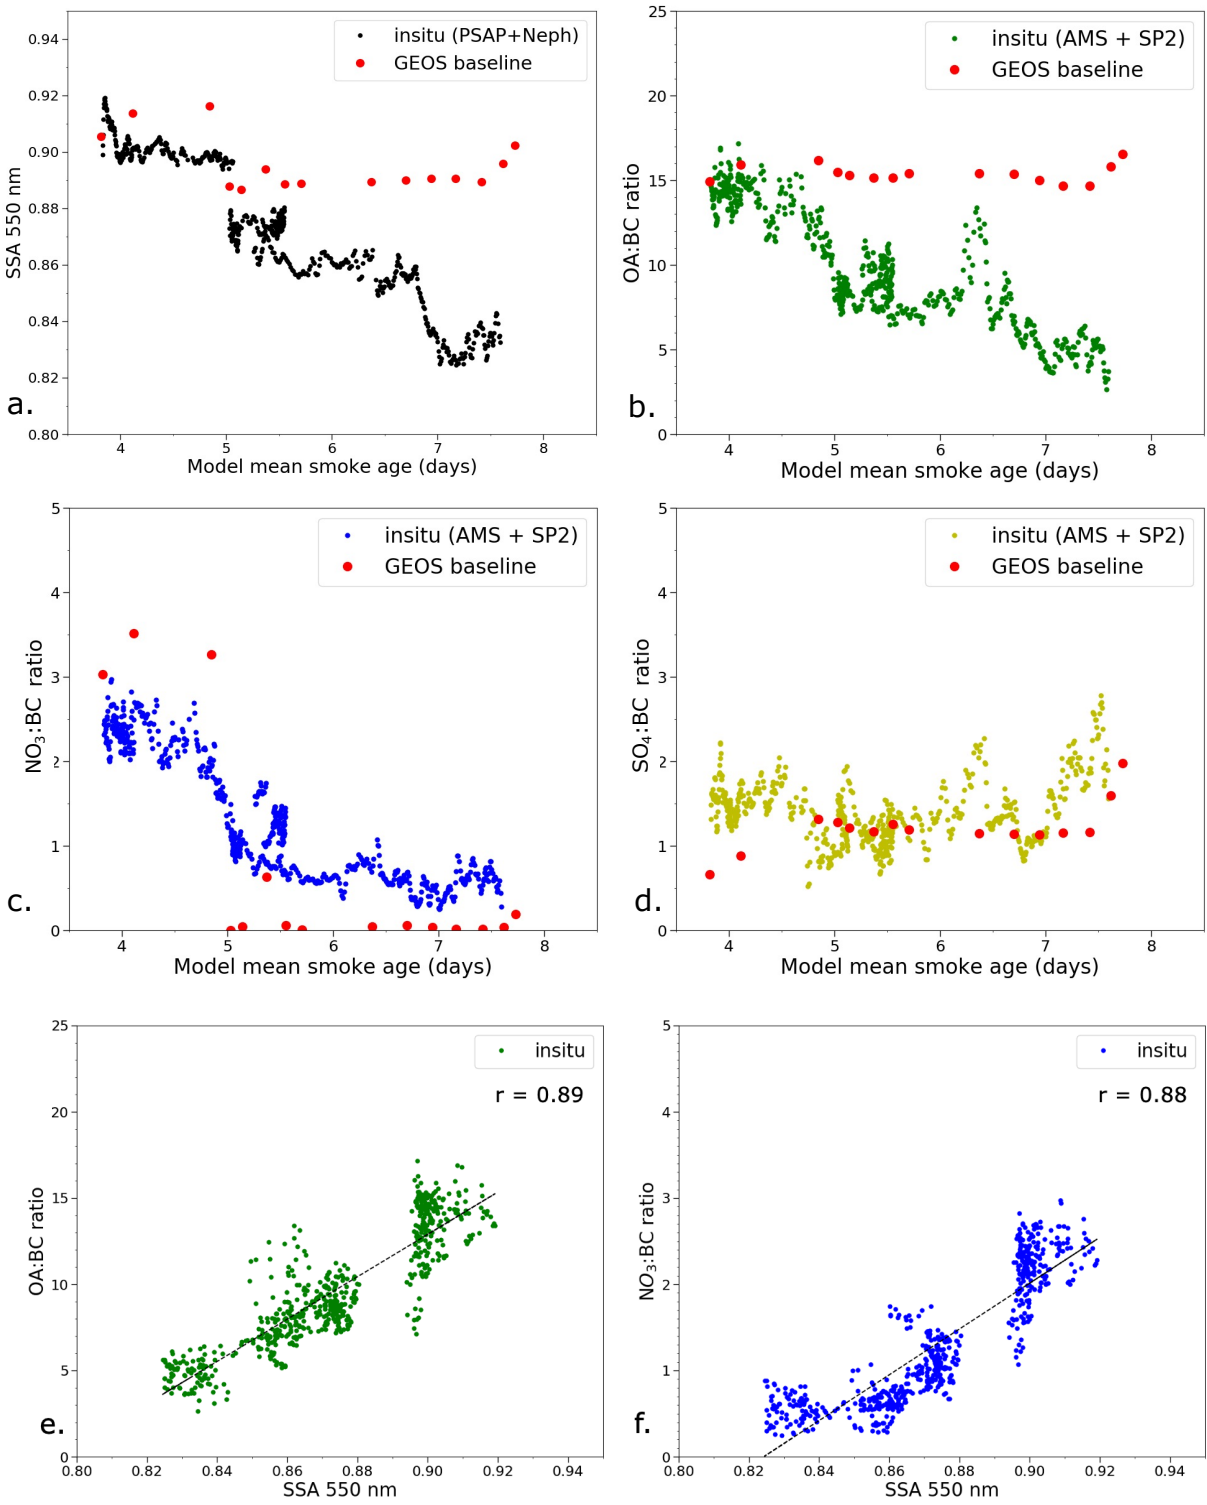 insitu (PSAP+Neph)
GEOS baseline
0.94
0.92
0.90
0.88
0.86
0.84
0.82
0.80
SSA 550 nm
4 5 6 7 8
Model mean smoke age (days)
a.
insitu (AMS + SP2)
GEOS baseline
25
20
15
10
5
0
OA:BC ratio
4 5 6 7 8
Model mean smoke age (days)
b.
insitu (AMS + SP2)
GEOS baseline
5
4
3
2
1
0
NO₃:BC ratio
4 5 6 7 8
Model mean smoke age (days)
c.
insitu (AMS + SP2)
GEOS baseline
5
4
3
2
1
0
SO₄:BC ratio
4 5 6 7 8
Model mean smoke age (days)
d.
insitu
r = 0.89
25
20
15
10
5
0
OA:BC ratio
0.80 0.82 0.84 0.86 0.88 0.90 0.92 0.94
SSA 550 nm
e.
insitu
r = 0.88
5
4
3
2
1
0
NO₃:BC ratio
0.80 0.82 0.84 0.86 0.88 0.90 0.92 0.94
SSA 550 nm
f.